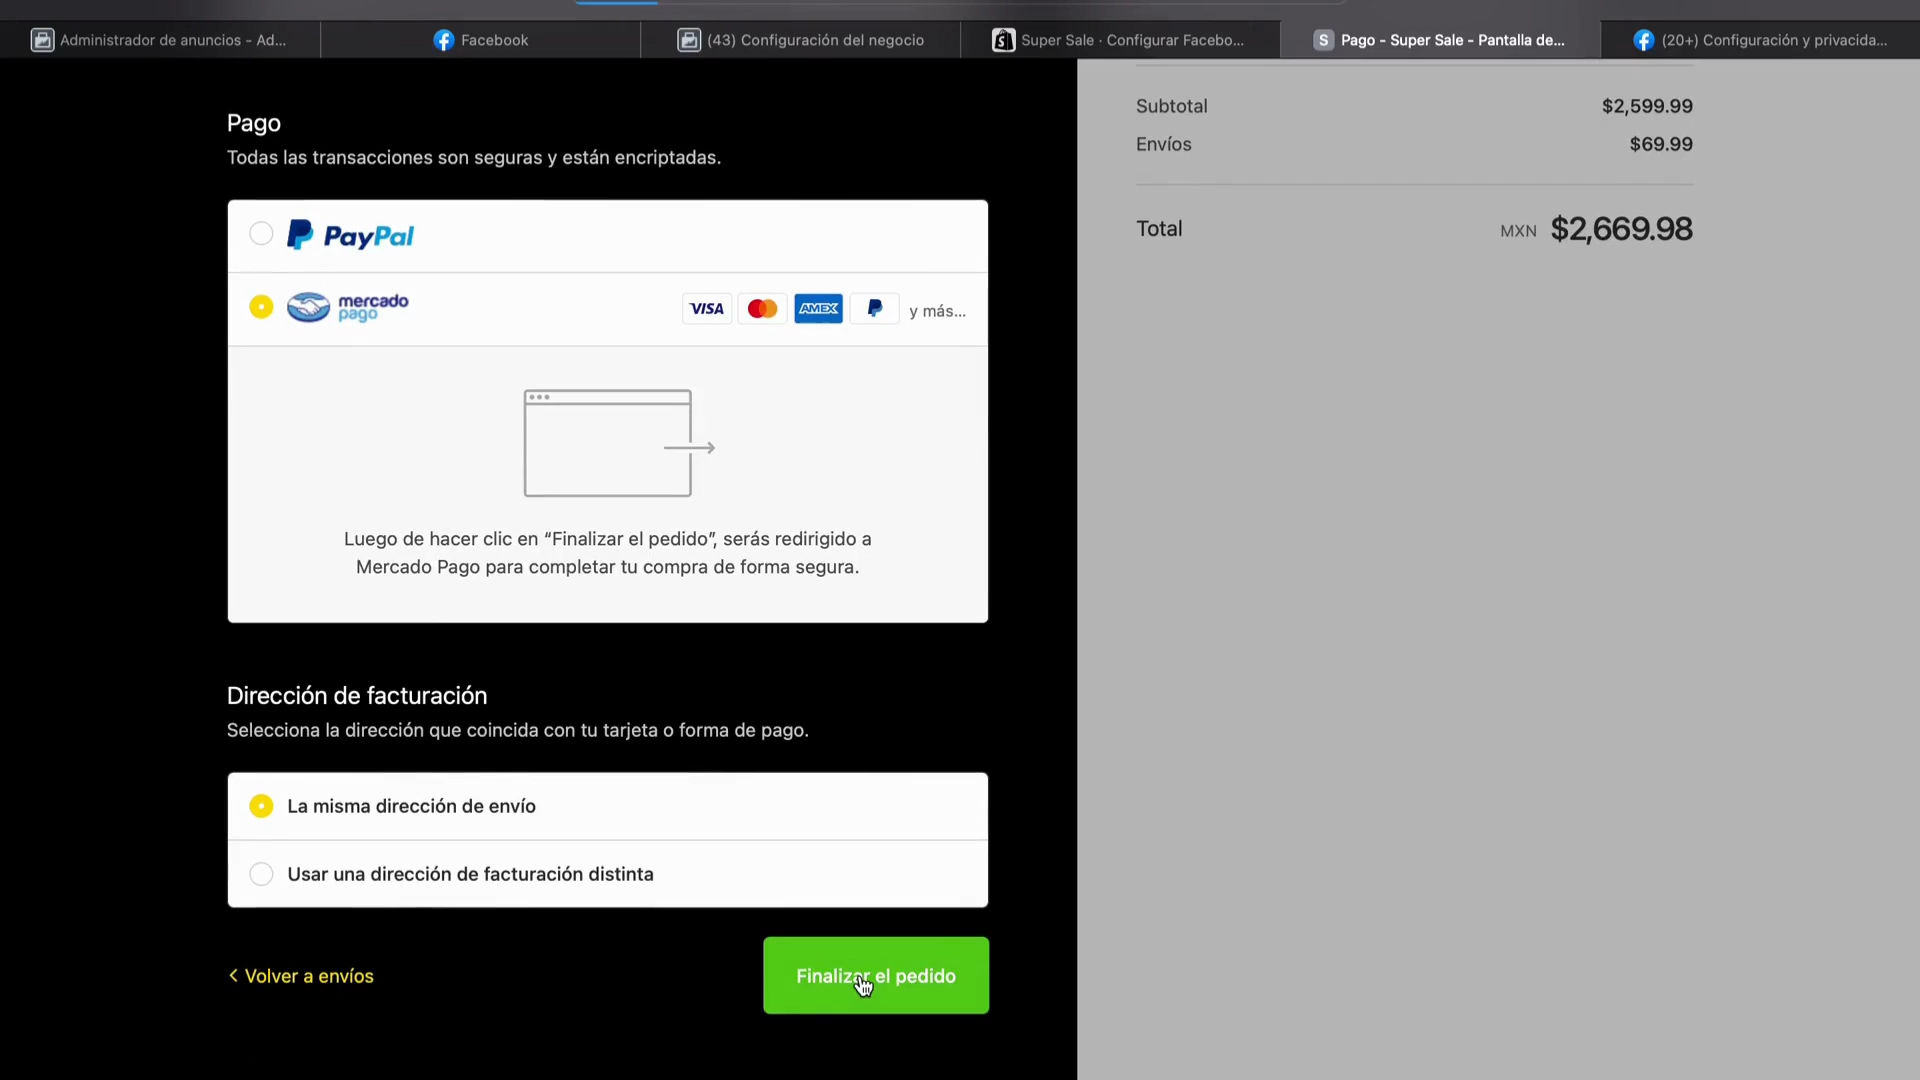 Administrador de anuncios - Ad...
Facebook
(43) Configuración del negocio
Super Sale · Configurar Facebo...
S Pago - Super Sale - Pantalla de...
(20+) Configuración y privacida...
Pago
Todas las transacciones son seguras y están encriptadas.
PayPal
mercado
pago
VISA
AMEX
y más...
Luego de hacer clic en “Finalizar el pedido”, serás redirigido a
Mercado Pago para completar tu compra de forma segura.
Dirección de facturación
Selecciona la dirección que coincida con tu tarjeta o forma de pago.
La misma dirección de envío
Usar una dirección de facturación distinta
Volver a envíos
Finalizar el pedido
Subtotal $2,599.99
Envíos $69.99
Total MXN $2,669.98